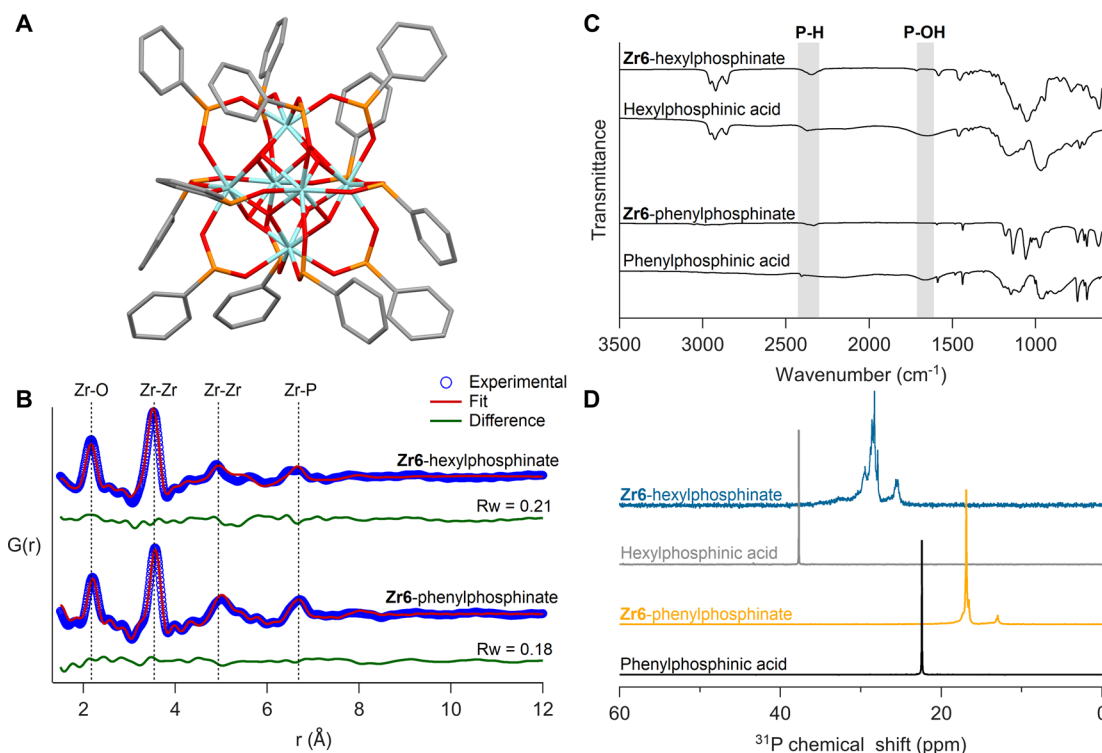 A
B
Zr-O
Zr-Zr
Zr-Zr
Zr-P
Experimental
Fit
Difference
Zr6-hexylphosphinate
Rw = 0.21
G(r)
Zr6-phenylphosphinate
Rw = 0.18
2
4
6
8
10
12
r (Å)
C
P-H
P-OH
Zr6-hexylphosphinate
Hexylphosphinic acid
Zr6-phenylphosphinate
Phenylphosphinic acid
Transmittance
3500
3000
2500
2000
1500
1000
Wavenumber (cm⁻¹)
D
Zr6-hexylphosphinate
Hexylphosphinic acid
Zr6-phenylphosphinate
Phenylphosphinic acid
60
40
20
0
³¹P chemical shift (ppm)